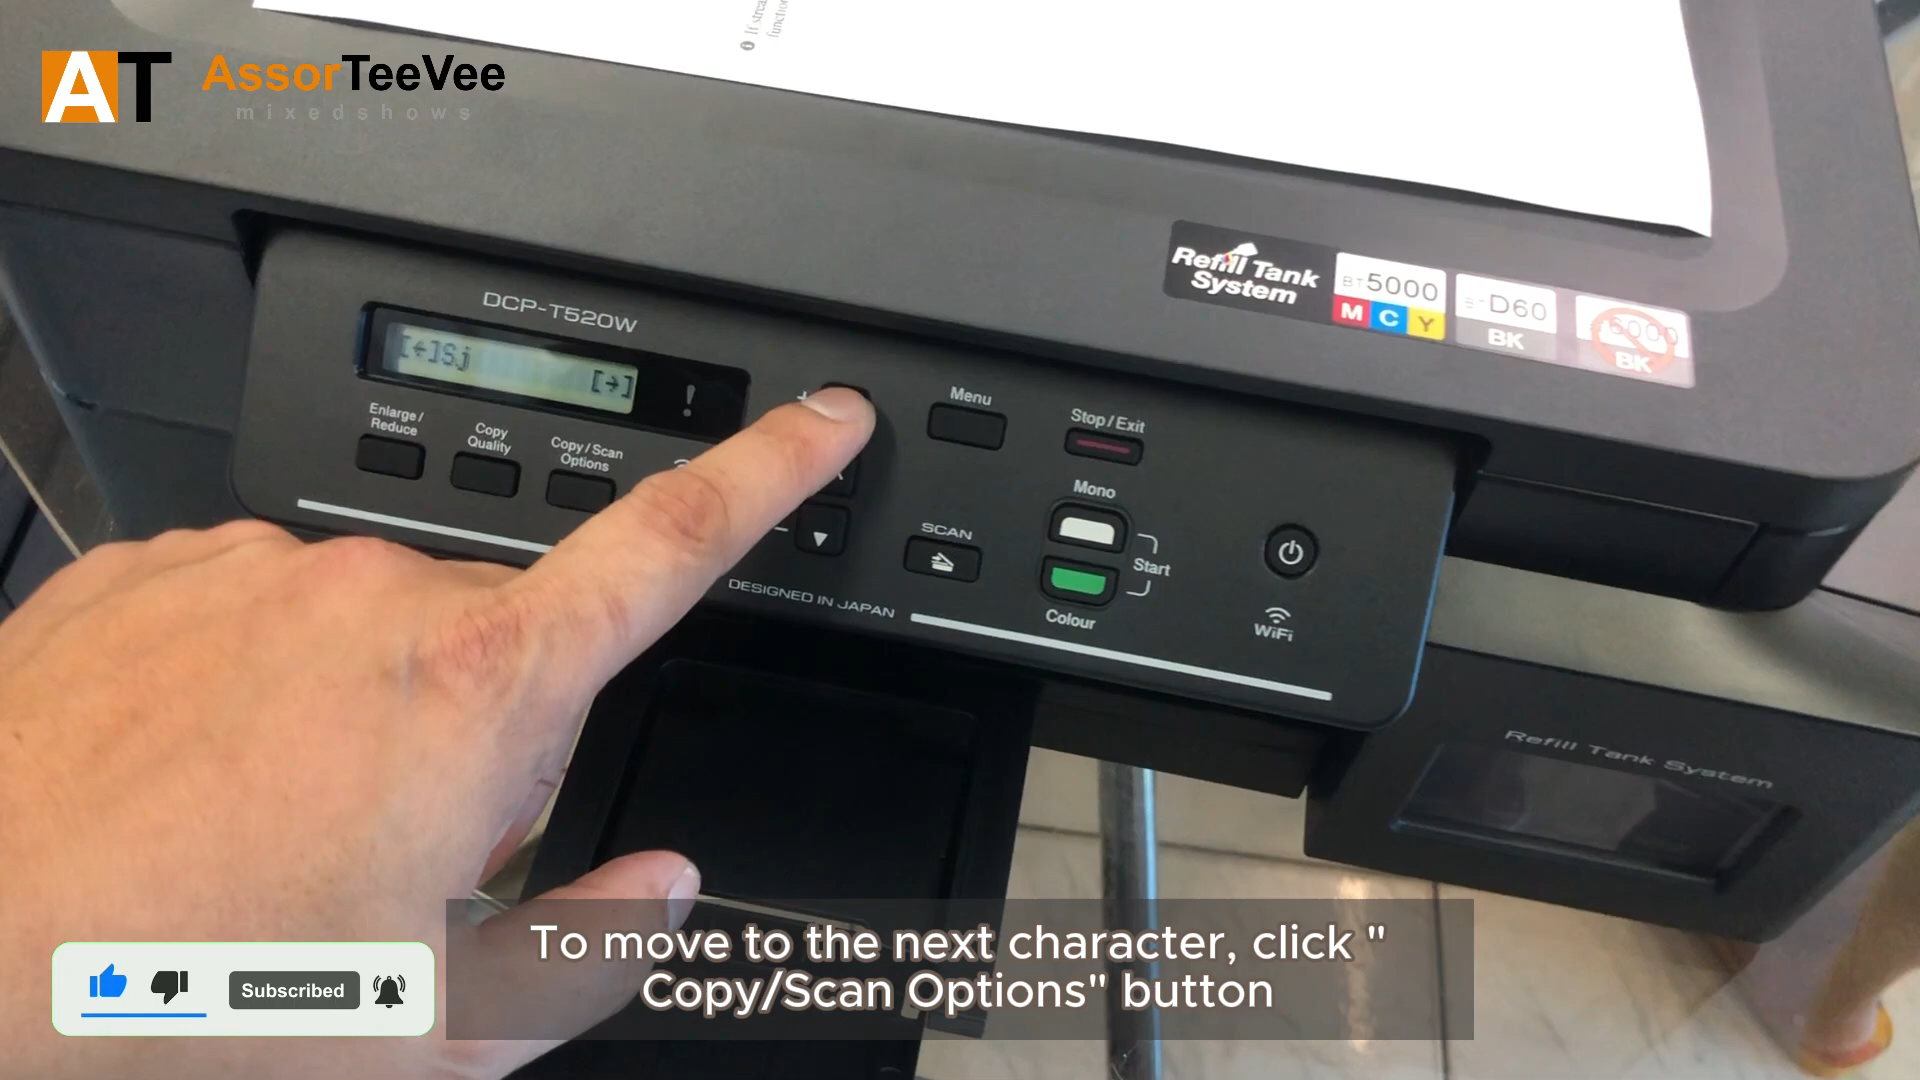 AT AssorTeeVee
mixedshows
Refill Tank
System
BT5000
M C Y
D60
BK
BK
DCP-T520W
[←]Sj
[→]
!
+
Menu
Stop/Exit
Enlarge/
Reduce
Copy
Quality
Copy/Scan
Options
Mono
SCAN
Start
Colour
WiFi
DESIGNED IN JAPAN
Refill Tank System
To move to the next character, click "
Copy/Scan Options" button
Subscribed